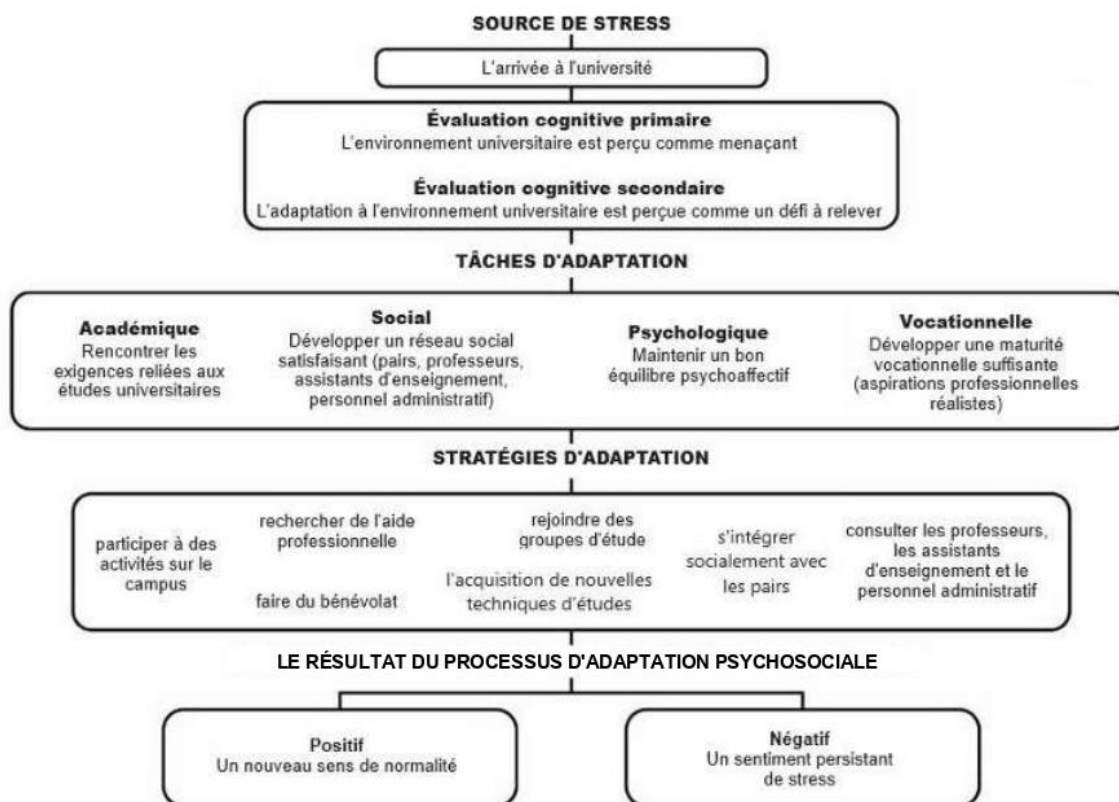 SOURCE DE STRESS
L'arrivée à l'université
Évaluation cognitive primaire
L'environnement universitaire est perçu comme menaçant
Évaluation cognitive secondaire
L'adaptation à l'environnement universitaire est perçue comme un défi à relever
TÂCHES D'ADAPTATION
Académique
Rencontrer les
exigences reliées aux
études universitaires
Social
Développer un réseau social
satisfaisant (pairs, professeurs,
assistants d'enseignement,
personnel administratif)
Psychologique
Maintenir un bon
équilibre psychoaffectif
Vocationnelle
Développer une maturité
vocationnelle suffisante
(aspirations professionnelles
réalistes)
STRATÉGIES D'ADAPTATION
participer à des
activités sur le
campus
rechercher de l'aide
professionnelle
faire du bénévolat
rejoindre des
groupes d'étude
l'acquisition de nouvelles
techniques d'études
s'intégrer
socialement avec
les pairs
consulter les professeurs,
les assistants
d'enseignement et le
personnel administratif
LE RÉSULTAT DU PROCESSUS D'ADAPTATION PSYCHOSOCIALE
Positif
Un nouveau sens de normalité
Négatif
Un sentiment persistant
de stress